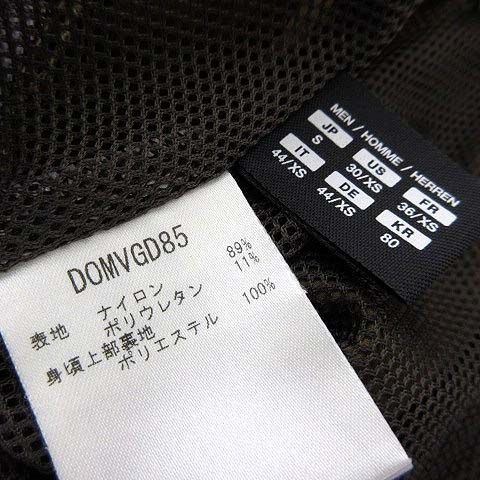 DOMVGD85
表地 ナイロン 89%
ポリウレタン 11%
身頃上部裏地
ポリエステル 100%
MEN / HOMME / HERREN
JP US FR
S 30/XS 36/XS
IT DE KR
44/XS 44/XS 80